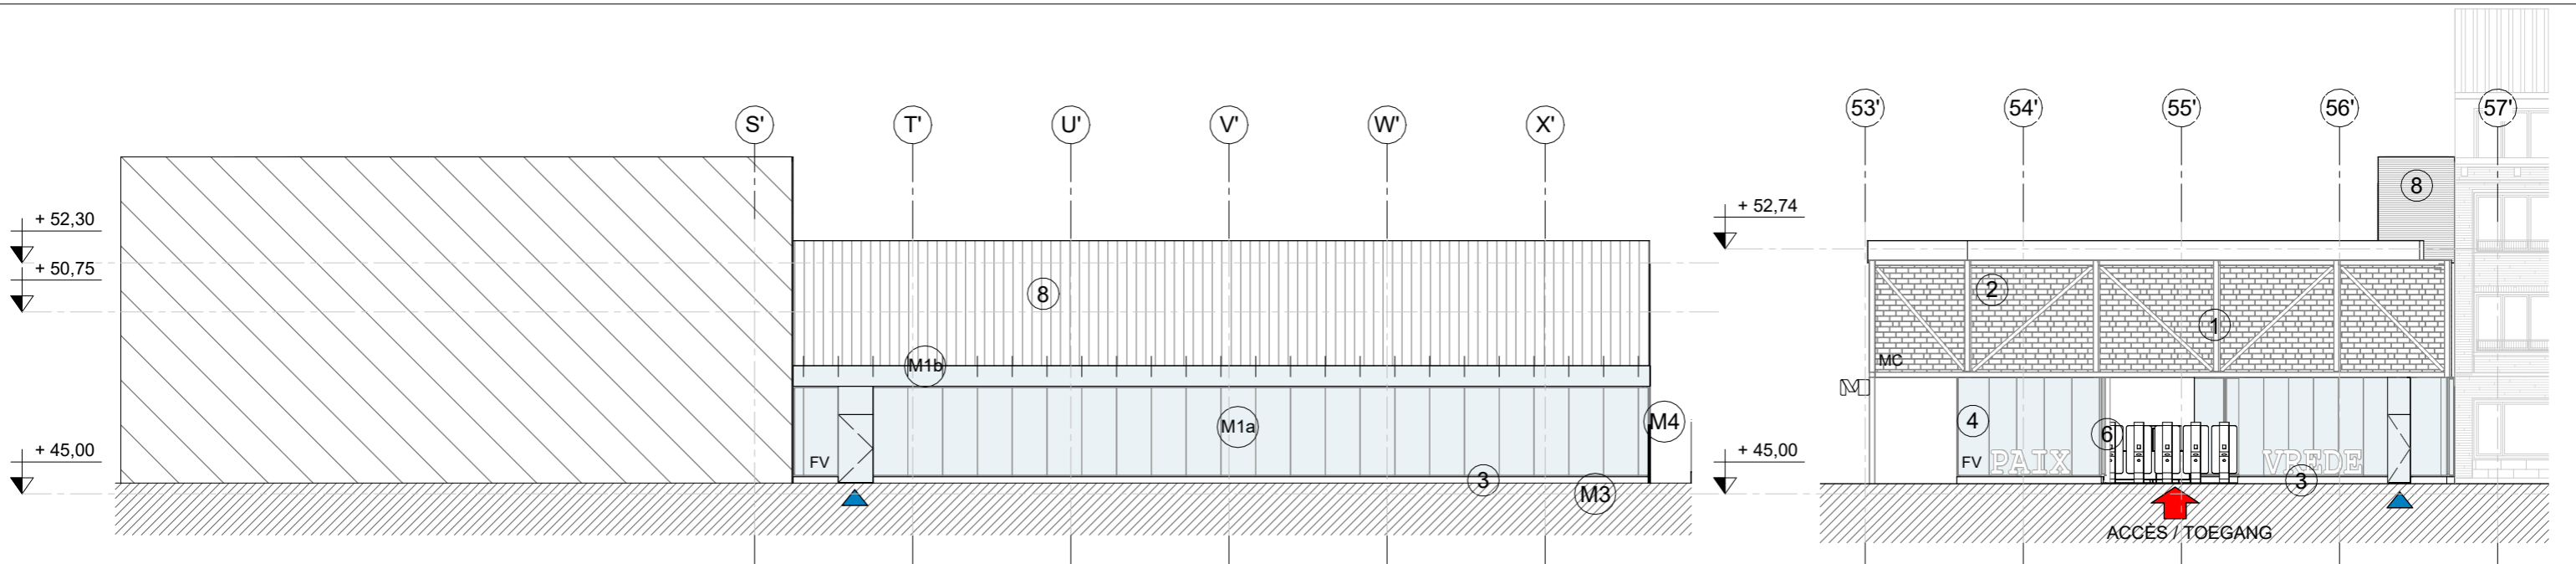 S' T' U' V' W' X'
53' 54' 55' 56' 57'
+ 52,30
+ 50,75
+ 45,00
8
M1b
M1a
M4
FV
3
M3
+ 52,74
+ 45,00
8
2
1
MC
M
4
6
FV
PAIX
VREDE
3
ACCÈS / TOEGANG